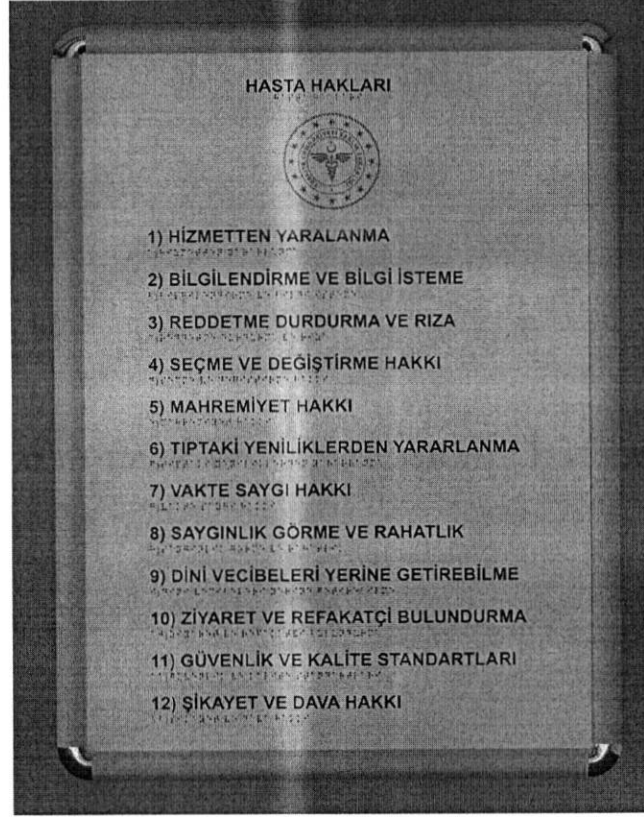 HASTA HAKLARI
1) HİZMETTEN YARALANMA
2) BİLGİLENDİRME VE BİLGİ İSTEME
3) REDDETME DURDURMA VE RIZA
4) SEÇME VE DEĞİŞTİRME HAKKI
5) MAHREMİYET HAKKI
6) TIPTAKİ YENİLİKLERDEN YARARLANMA
7) VAKTE SAYGI HAKKI
8) SAYGINLIK GÖRME VE RAHATLIK
9) DİNİ VECİBELERİ YERİNE GETİREBİLME
10) ZİYARET VE REFAKATÇİ BULUNDURMA
11) GÜVENLİK VE KALİTE STANDARTLARI
12) ŞİKAYET VE DAVA HAKKI